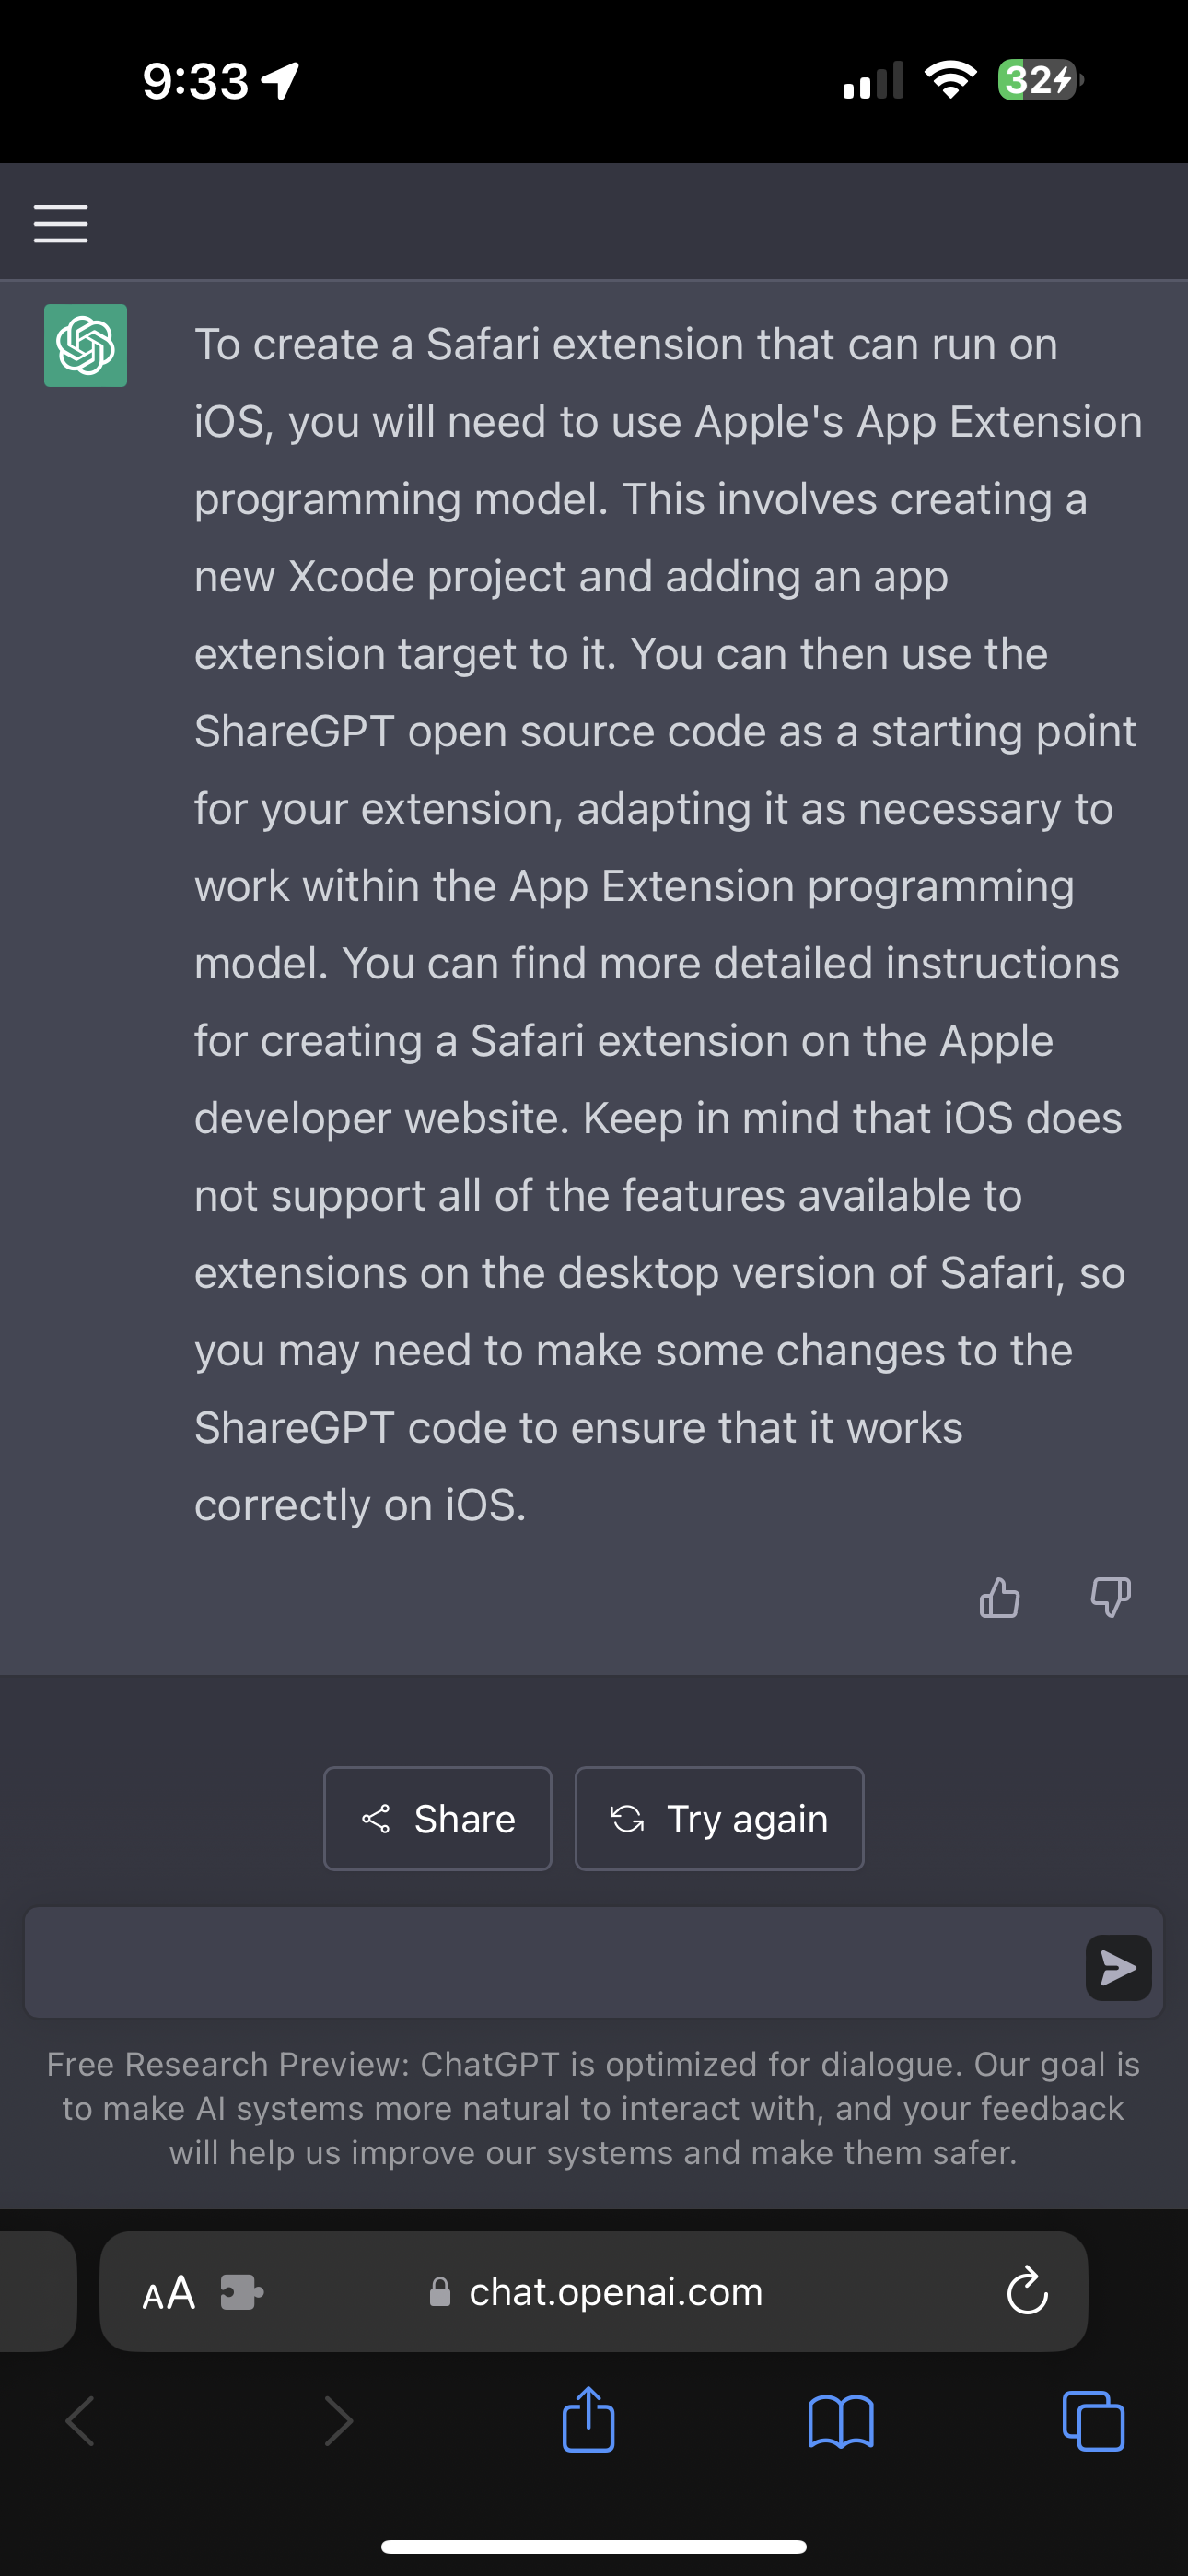 9:33
32
To create a Safari extension that can run on
iOS, you will need to use Apple's App Extension
programming model. This involves creating a
new Xcode project and adding an app
extension target to it. You can then use the
ShareGPT open source code as a starting point
for your extension, adapting it as necessary to
work within the App Extension programming
model. You can find more detailed instructions
for creating a Safari extension on the Apple
developer website. Keep in mind that iOS does
not support all of the features available to
extensions on the desktop version of Safari, so
you may need to make some changes to the
ShareGPT code to ensure that it works
correctly on iOS.
Share
Try again
Free Research Preview: ChatGPT is optimized for dialogue. Our goal is
to make AI systems more natural to interact with, and your feedback
will help us improve our systems and make them safer.
AA
chat.openai.com